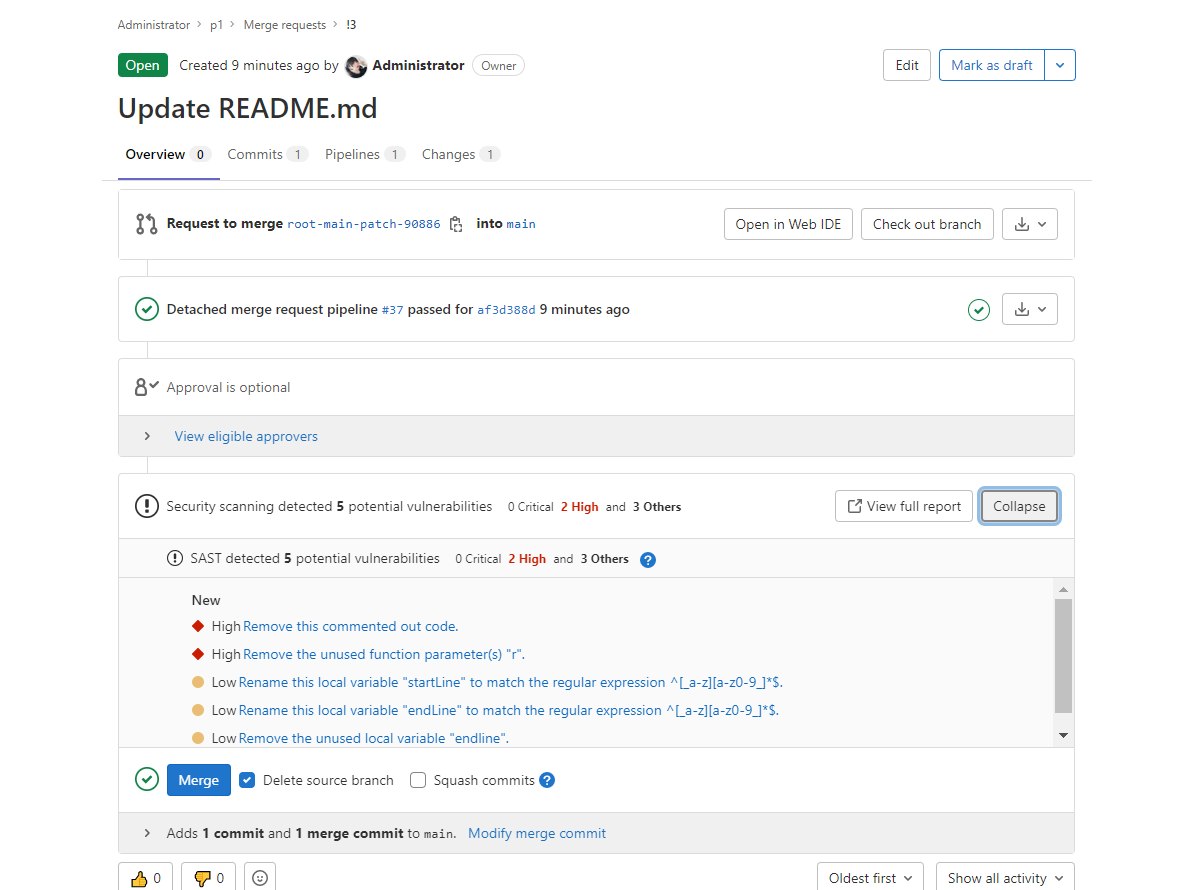 Administrator > p1 > Merge requests > !3
Open Created 9 minutes ago by Administrator Owner Edit Mark as draft
Update README.md
Overview 0 Commits 1 Pipelines 1 Changes 1
Request to merge root-main-patch-90886 into main Open in Web IDE Check out branch
Detached merge request pipeline #37 passed for af3d388d 9 minutes ago
Approval is optional
View eligible approvers
Security scanning detected 5 potential vulnerabilities 0 Critical 2 High and 3 Others View full report Collapse
SAST detected 5 potential vulnerabilities 0 Critical 2 High and 3 Others ?
New
High Remove this commented out code.
High Remove the unused function parameter(s) "r".
Low Rename this local variable "startLine" to match the regular expression ^[_a-z][a-z0-9_]*$.
Low Rename this local variable "endLine" to match the regular expression ^[_a-z][a-z0-9_]*$.
Low Remove the unused local variable "endline".
Merge Delete source branch Squash commits ?
Adds 1 commit and 1 merge commit to main. Modify merge commit
0 0 Oldest first Show all activity